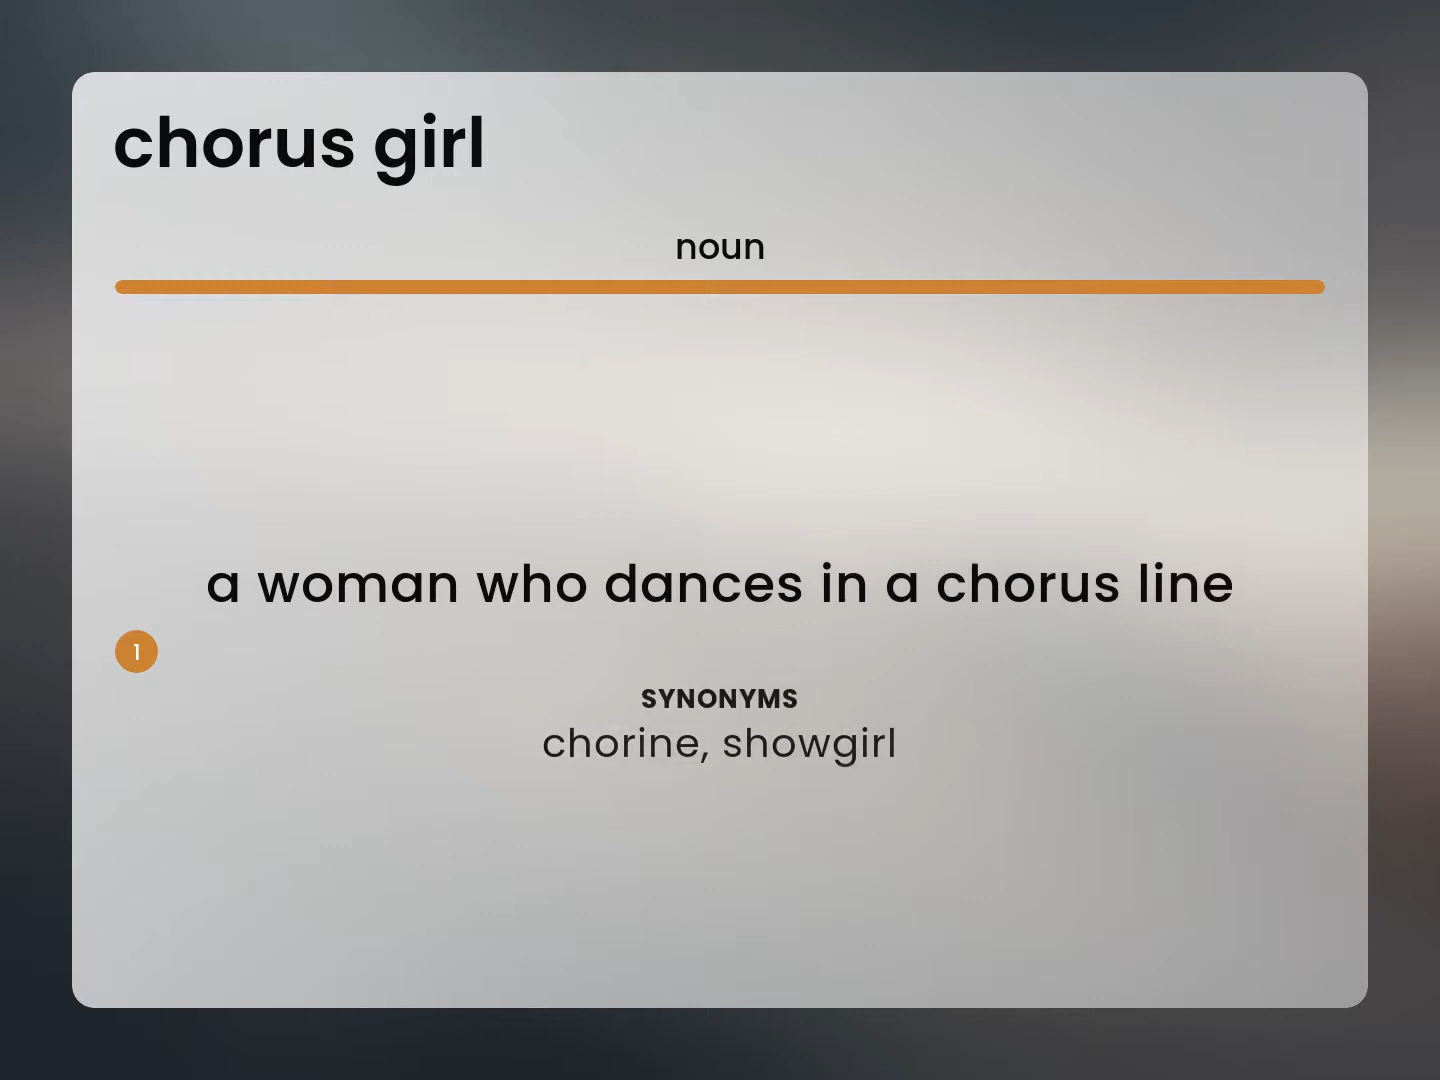 chorus girl
noun
a woman who dances in a chorus line
1
SYNONYMS
chorine, showgirl